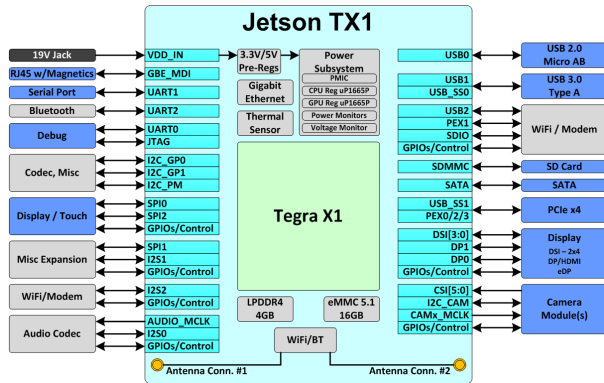 Jetson TX1
19V Jack
VDD_IN
3.3V/5V
Pre-Regs
Power
Subsystem
PMIC
CPU Reg uP1665P
GPU Reg uP1665P
Power Monitors
Voltage Monitor
USB0
USB 2.0
Micro AB
RJ45 w/Magnetics
GBE_MDI
Gigabit
Ethernet
USB1
USB_SS0
USB 3.0
Type A
Serial Port
UART1
Bluetooth
UART2
Thermal
Sensor
USB2
PEX1
SDIO
GPIOs/Control
WiFi / Modem
Debug
UART0
JTAG
Codec, Misc
I2C_GP0
I2C_GP1
I2C_PM
SDMMC
SD Card
SATA
SATA
Display / Touch
SPI0
SPI2
GPIOs/Control
Tegra X1
USB_SS1
PEX0/2/3
PCIe x4
Misc Expansion
SPI1
I2S1
GPIOs/Control
DSI[3:0]
DP1
DP0
GPIOs/Control
Display
DSI – 2x4
DP/HDMI
eDP
WiFi/Modem
I2S2
GPIOs/Control
LPDDR4
4GB
eMMC 5.1
16GB
CSI[5:0]
I2C_CAM
CAMx_MCLK
GPIOs/Control
Camera
Module(s)
Audio Codec
AUDIO_MCLK
I2S0
GPIOs/Control
WiFi/BT
Antenna Conn. #1
Antenna Conn. #2